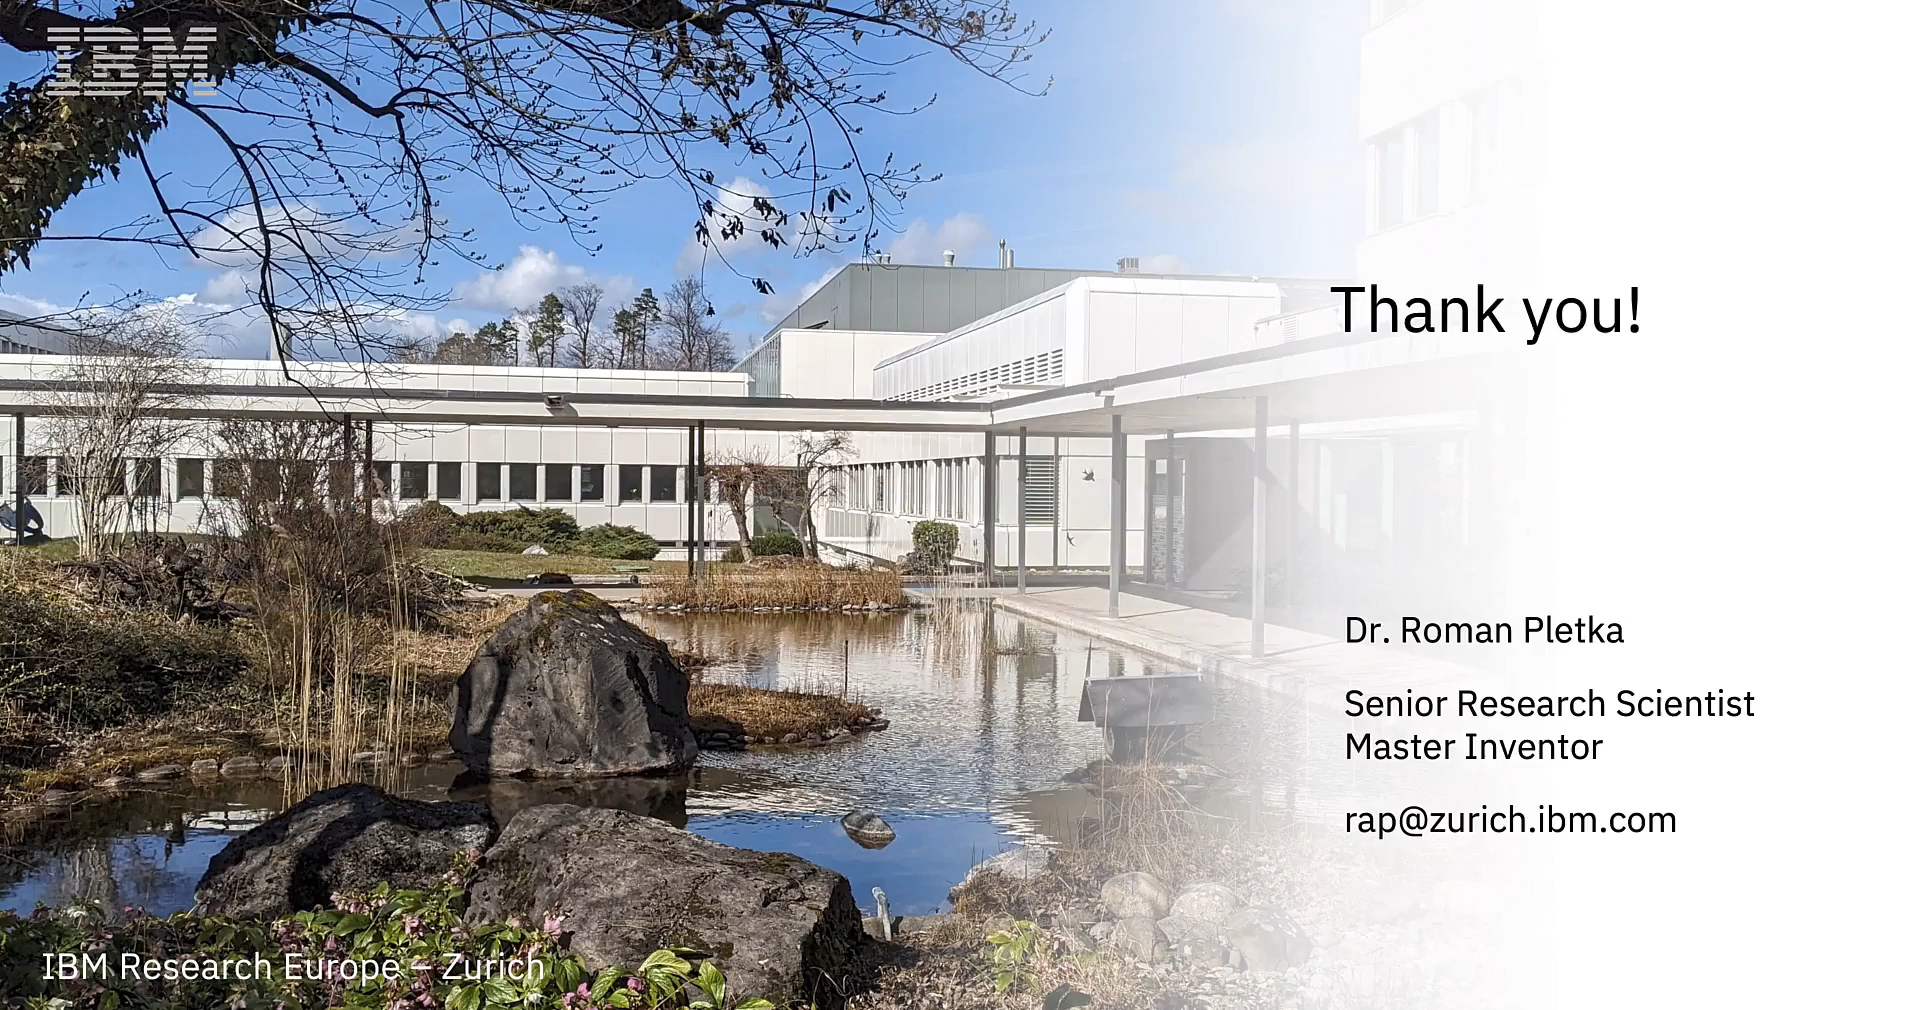 IBM
Thank you!
Dr. Roman Pletka
Senior Research Scientist
Master Inventor
rap@zurich.ibm.com
IBM Research Europe – Zurich